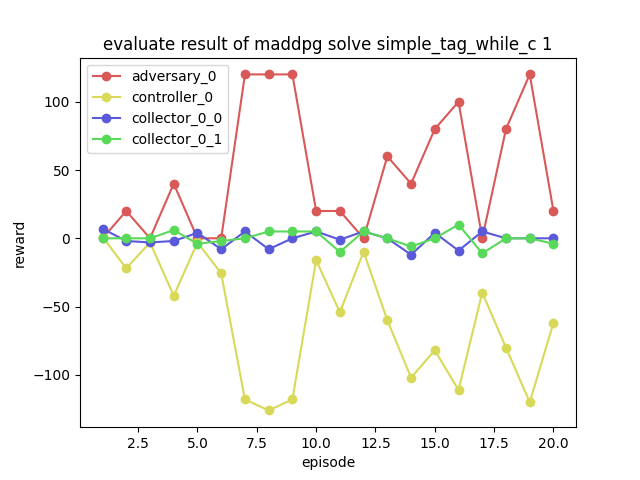 evaluate result of maddpg solve simple_tag_while_c 1
adversary_0
controller_0
collector_0_0
collector_0_1
reward
100
50
0
−50
−100
2.5
5.0
7.5
10.0
12.5
15.0
17.5
20.0
episode